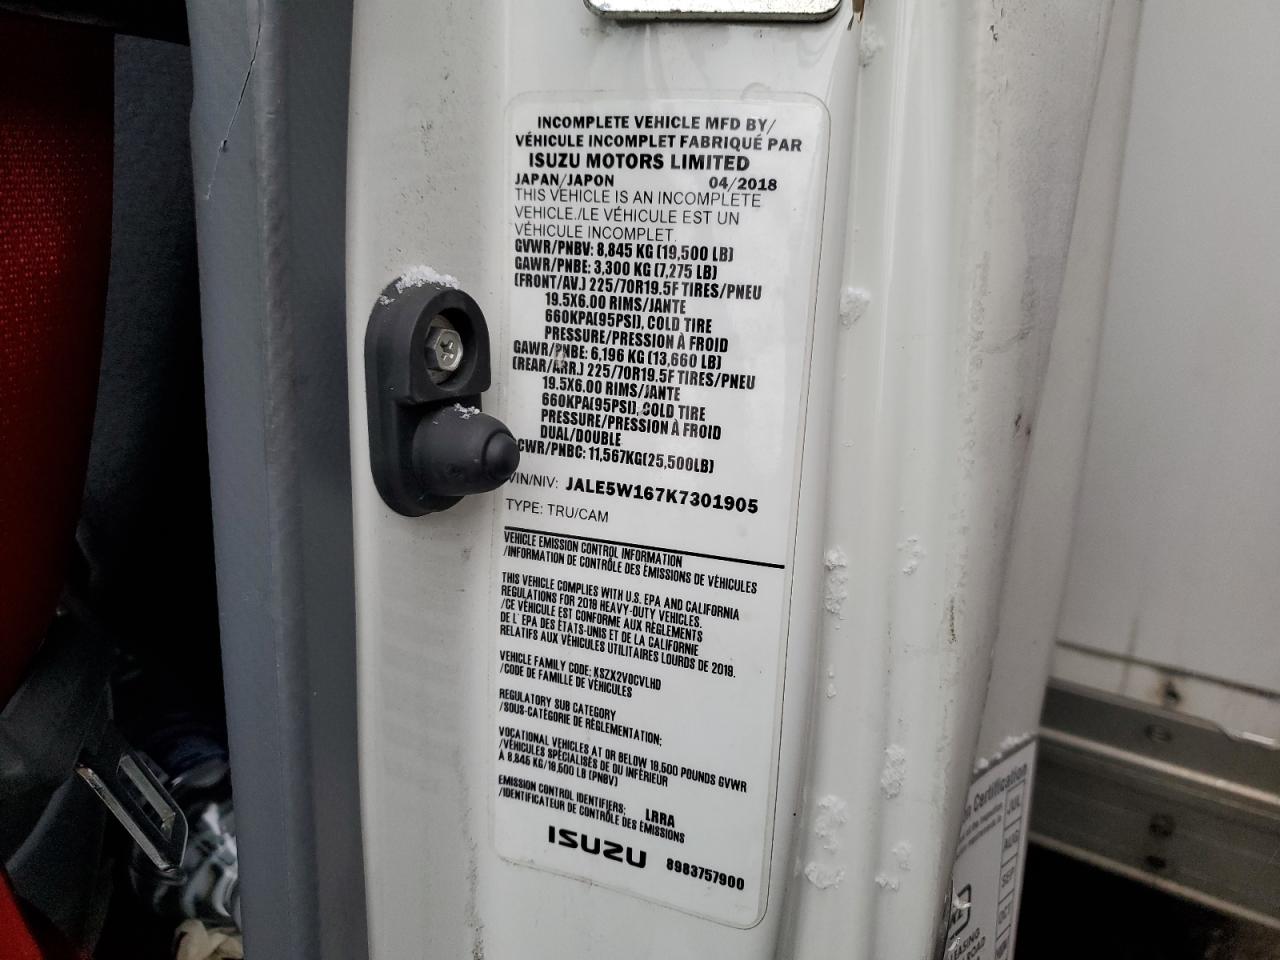 INCOMPLETE VEHICLE MFD BY/
VÉHICULE INCOMPLET FABRIQUÉ PAR
ISUZU MOTORS LIMITED
JAPAN/JAPON 04/2018
THIS VEHICLE IS AN INCOMPLETE
VEHICLE./LE VÉHICULE EST UN
VÉHICULE INCOMPLET.
GVWR/PNBV: 8,845 KG (19,500 LB)
GAWR/PNBE: 3,300 KG (7,275 LB)
(FRONT/AV.) 225/70R19.5F TIRES/PNEU
19.5X6.00 RIMS/JANTE
660KPA(95PSI), COLD TIRE
PRESSURE/PRESSION À FROID
GAWR/PNBE: 6,196 KG (13,660 LB)
(REAR/ARR.) 225/70R19.5F TIRES/PNEU
19.5X6.00 RIMS/JANTE
660KPA(95PSI), COLD TIRE
PRESSURE/PRESSION À FROID
DUAL/DOUBLE
CWR/PNBC: 11,567KG(25,500LB)
VIN/NIV: JALE5W167K7301905
TYPE: TRU/CAM
VEHICLE EMISSION CONTROL INFORMATION
/INFORMATION DE CONTRÔLE DES ÉMISSIONS DE VÉHICULES
THIS VEHICLE COMPLIES WITH U.S. EPA AND CALIFORNIA
REGULATIONS FOR 2018 HEAVY-DUTY VEHICLES.
/CE VÉHICULE EST CONFORME AUX RÈGLEMENTS
DE L' EPA DES ÉTATS-UNIS ET DE LA CALIFORNIE
RELATIFS AUX VÉHICULES UTILITAIRES LOURDS DE 2018.
VEHICLE FAMILY CODE: KSZX2VOCVLHD
/CODE DE FAMILLE DE VÉHICULES
REGULATORY SUB CATEGORY
/SOUS-CATÉGORIE DE RÉGLEMENTATION:
VOCATIONAL VEHICLES AT OR BELOW 19,500 POUNDS GVWR
/VÉHICULES SPÉCIALISÉS DE OU INFÉRIEUR
À 8,845 KG/19,500 LB (PNBV)
EMISSION CONTROL IDENTIFIERS: LRRA
/IDENTIFICATEUR DE CONTRÔLE DES ÉMISSIONS
ISUZU 8983757900
Certification
JUL
AUG
SEP
OCT